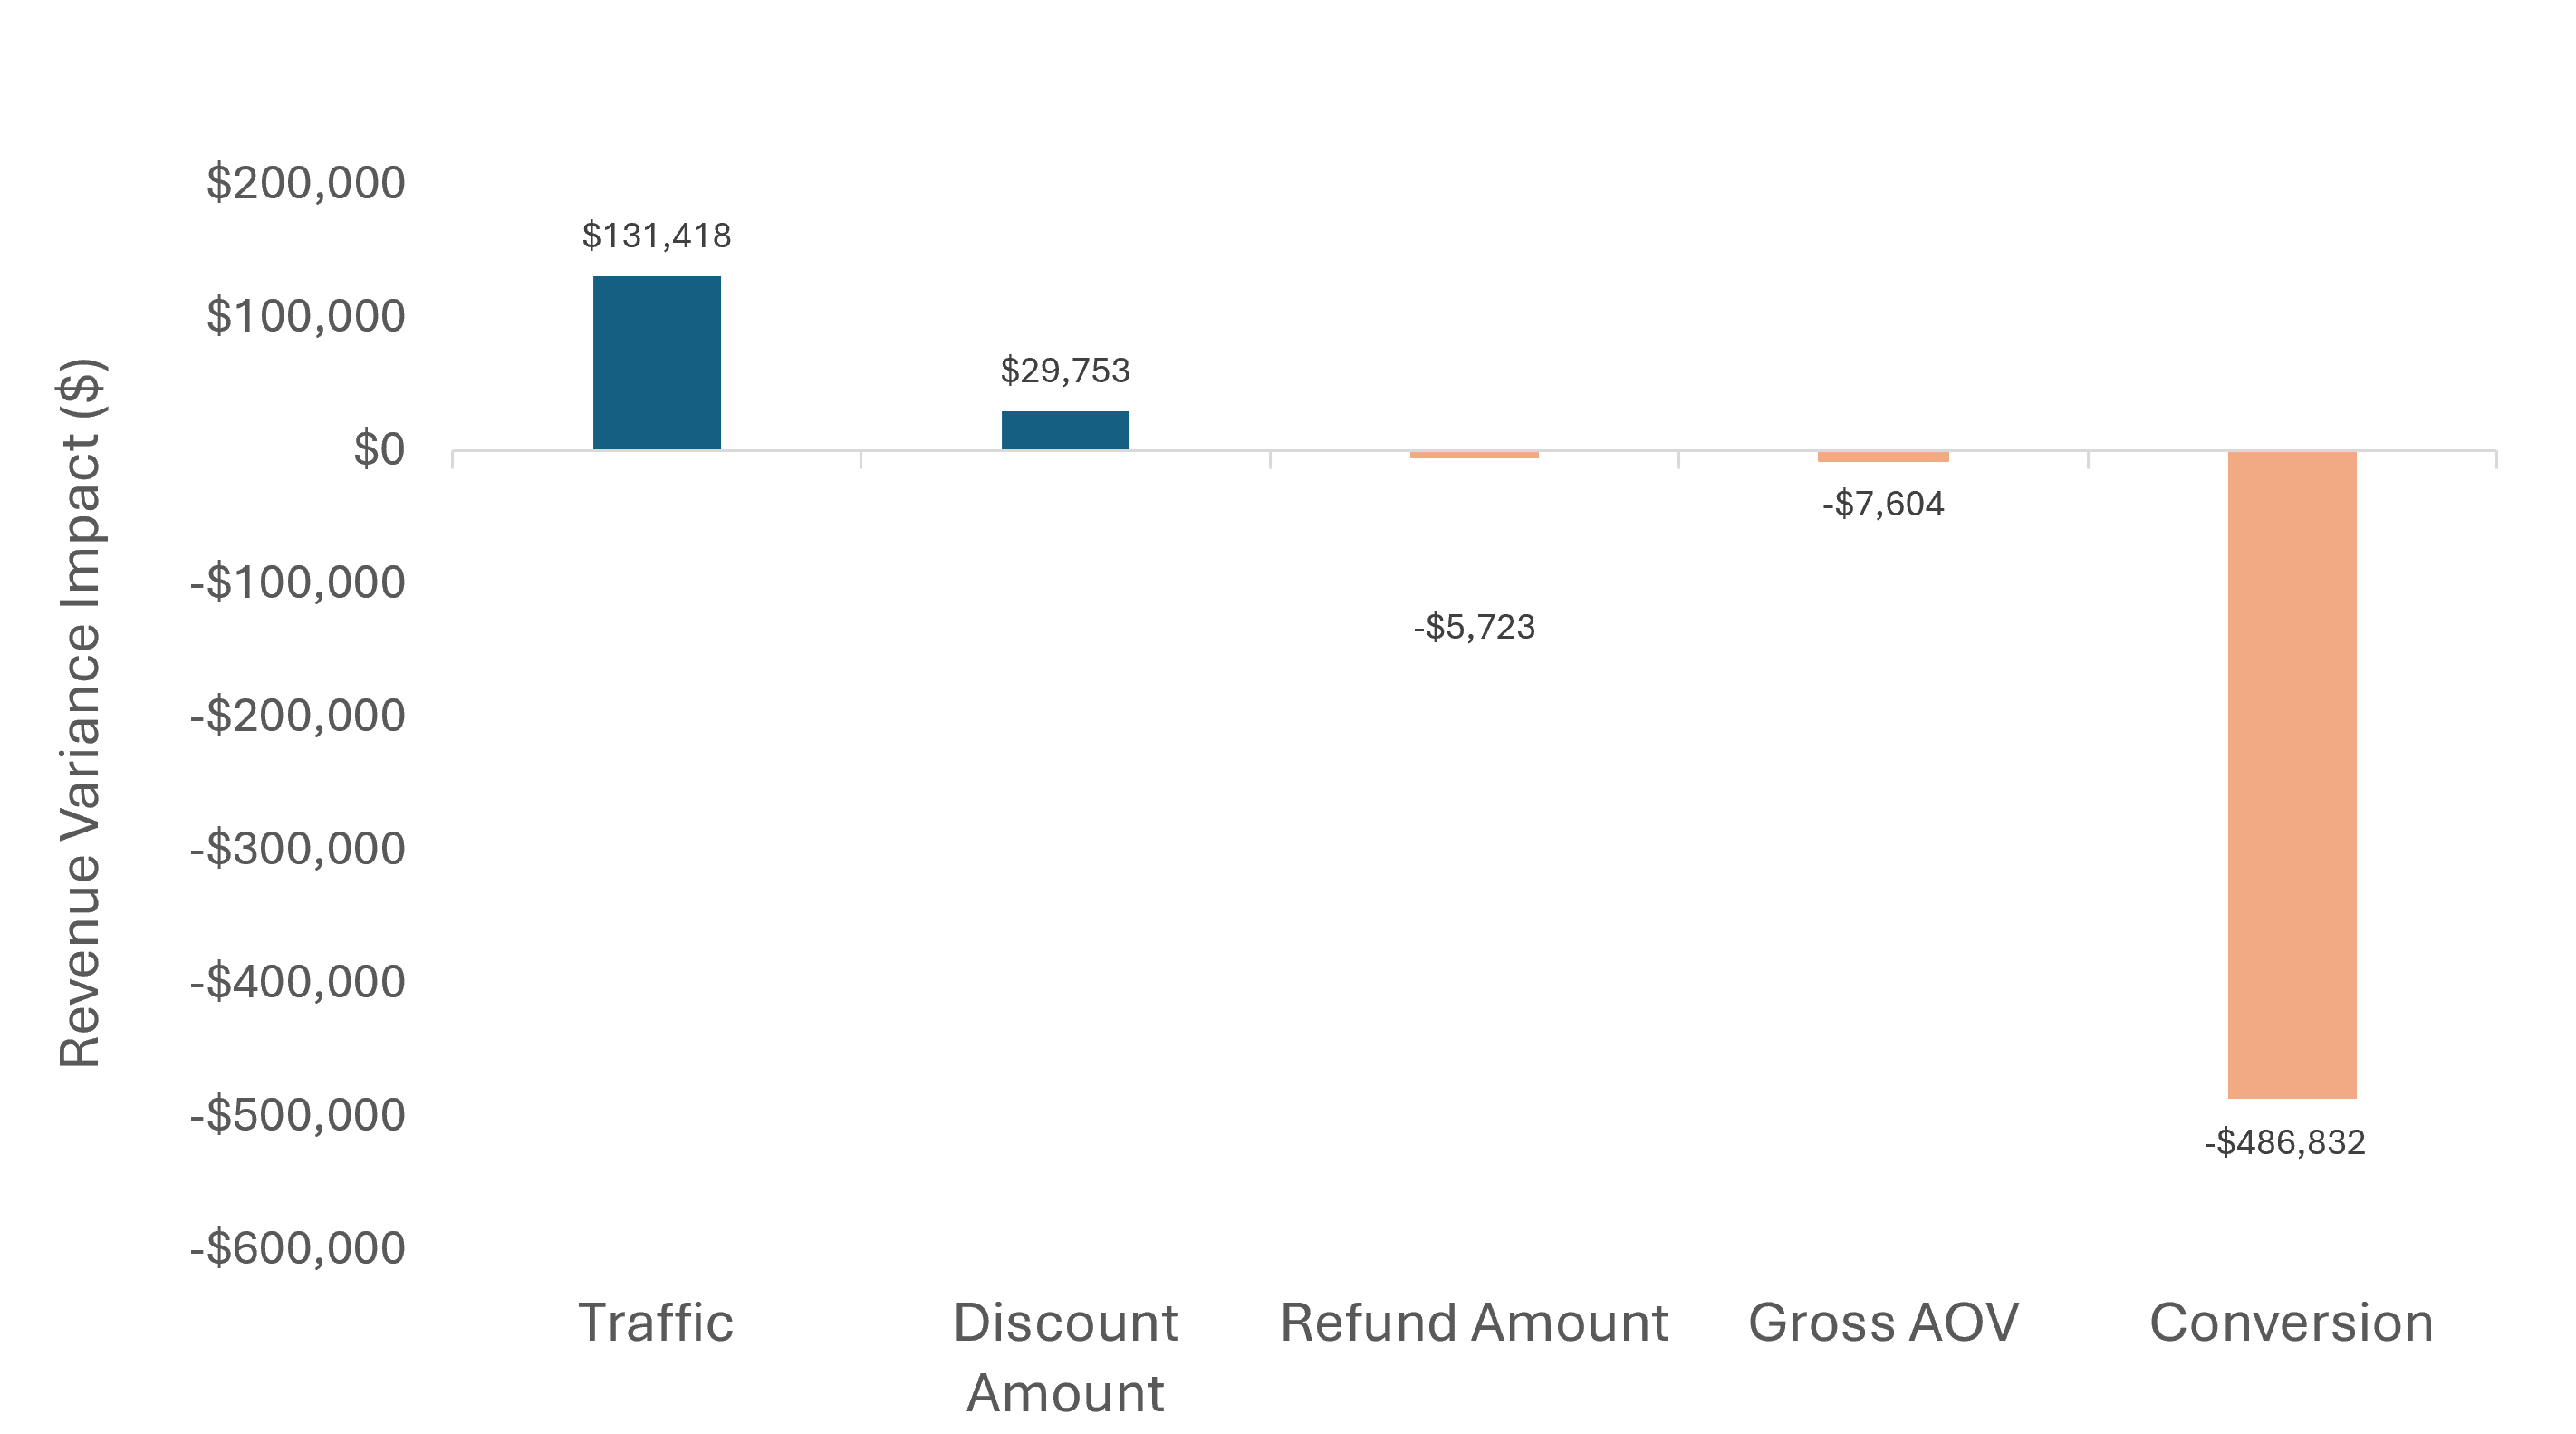 Revenue Variance Impact ($)
$200,000
$100,000
$0
-$100,000
-$200,000
-$300,000
-$400,000
-$500,000
-$600,000
$131,418
$29,753
-$5,723
-$7,604
-$486,832
Traffic
Discount
Amount
Refund Amount
Gross AOV
Conversion